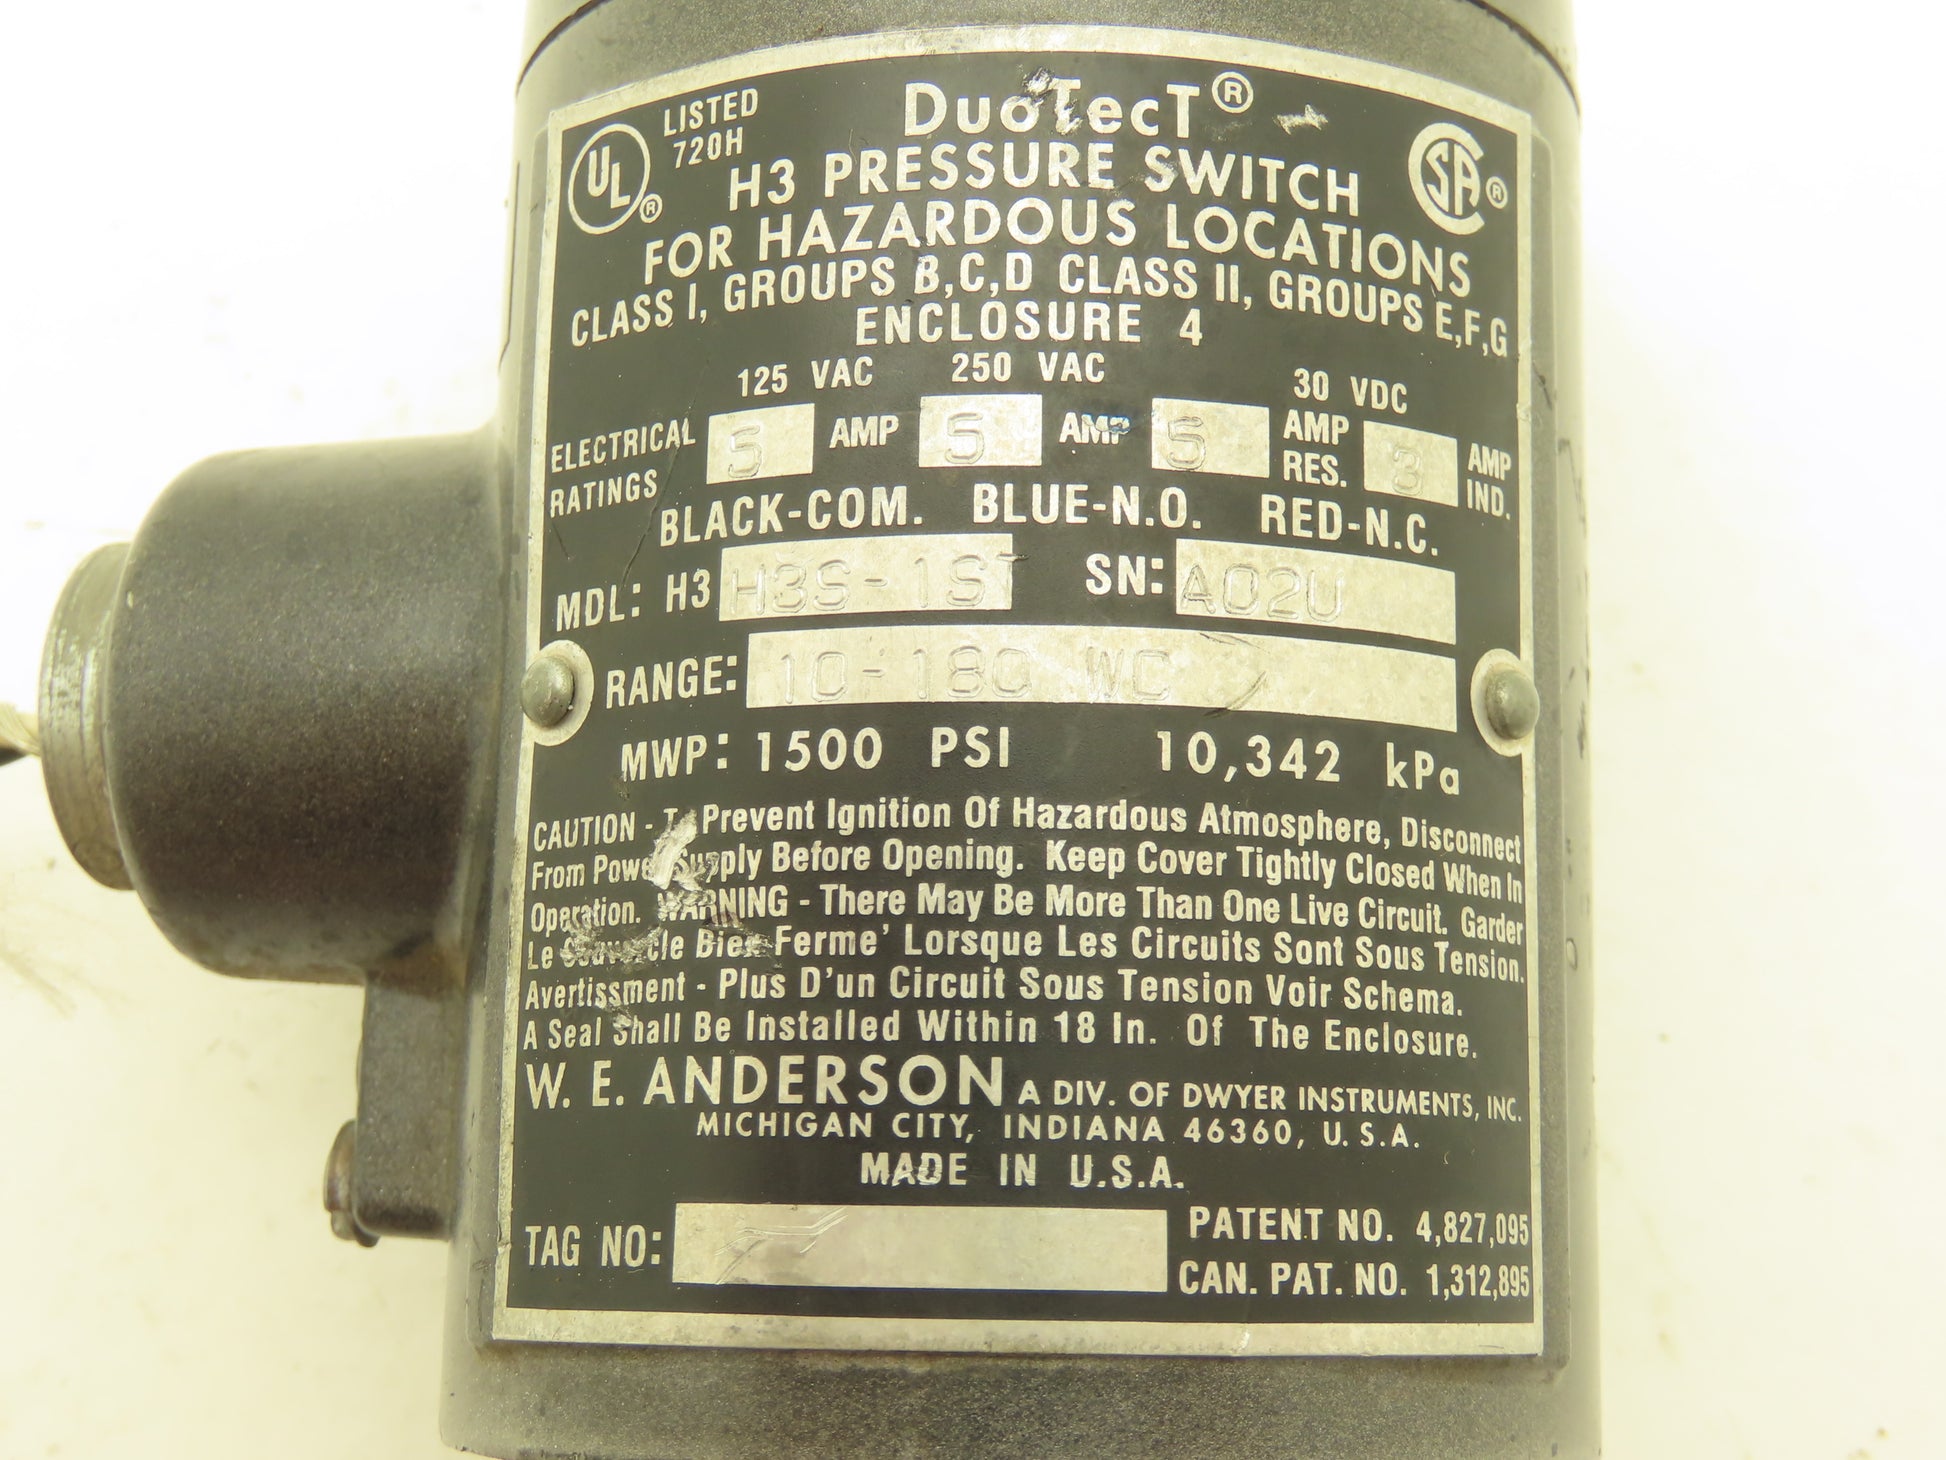 UL ® LISTED
720H
DuoTecT®
CSA ®
H3 PRESSURE SWITCH
FOR HAZARDOUS LOCATIONS
CLASS I, GROUPS B,C,D CLASS II, GROUPS E,F,G
ENCLOSURE 4
125 VAC 250 VAC 30 VDC
ELECTRICAL RATINGS 5 AMP 5 AMP 5 AMP RES. 3 AMP IND.
BLACK-COM. BLUE-N.O. RED-N.C.
MDL: H3 H3S-1ST SN: A02U
RANGE: 10-180 WC
MWP: 1500 PSI 10,342 kPa
CAUTION - To Prevent Ignition Of Hazardous Atmosphere, Disconnect
From Power Supply Before Opening. Keep Cover Tightly Closed When In
Operation. WARNING - There May Be More Than One Live Circuit. Garder
Le Couvercle Bien Ferme' Lorsque Les Circuits Sont Sous Tension.
Avertissment - Plus D'un Circuit Sous Tension Voir Schema.
A Seal Shall Be Installed Within 18 In. Of The Enclosure.
W. E. ANDERSON A DIV. OF DWYER INSTRUMENTS, INC.
MICHIGAN CITY, INDIANA 46360, U.S.A.
MADE IN U.S.A.
TAG NO:
PATENT NO. 4,827,095
CAN. PAT. NO. 1,312,895